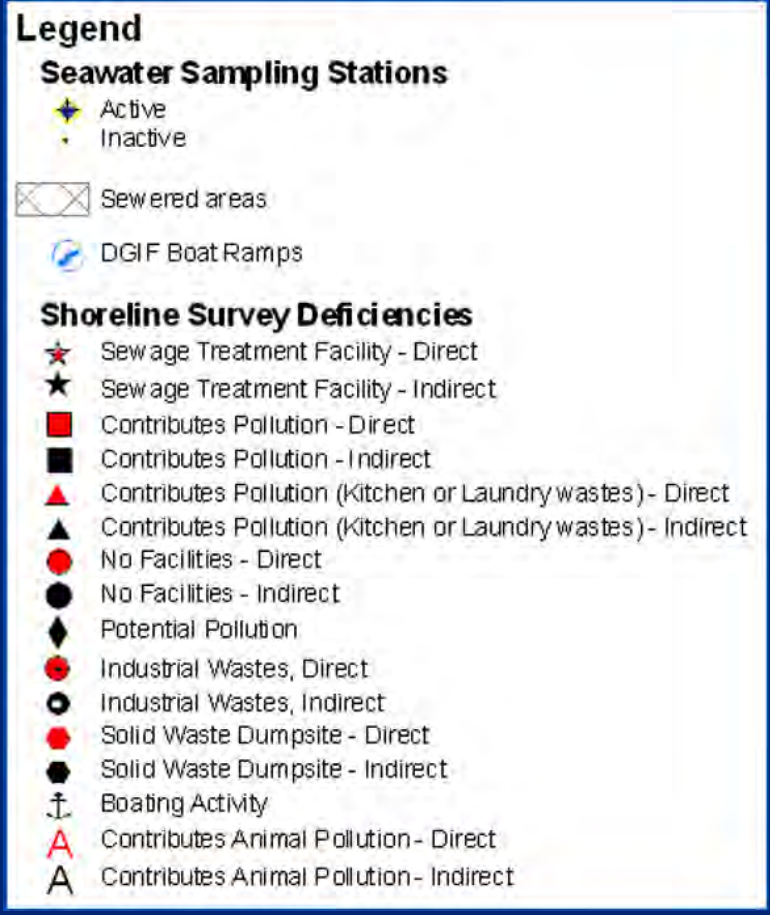 Legend
Seawater Sampling Stations
Active
Inactive
Sewered areas
DGIF Boat Ramps
Shoreline Survey Deficiencies
Sewage Treatment Facility - Direct
Sewage Treatment Facility - Indirect
Contributes Pollution - Direct
Contributes Pollution - Indirect
Contributes Pollution (Kitchen or Laundry wastes) - Direct
Contributes Pollution (Kitchen or Laundry wastes) - Indirect
No Facilities - Direct
No Facilities - Indirect
Potential Pollution
Industrial Wastes, Direct
Industrial Wastes, Indirect
Solid Waste Dumpsite - Direct
Solid Waste Dumpsite - Indirect
Boating Activity
A Contributes Animal Pollution - Direct
A Contributes Animal Pollution - Indirect